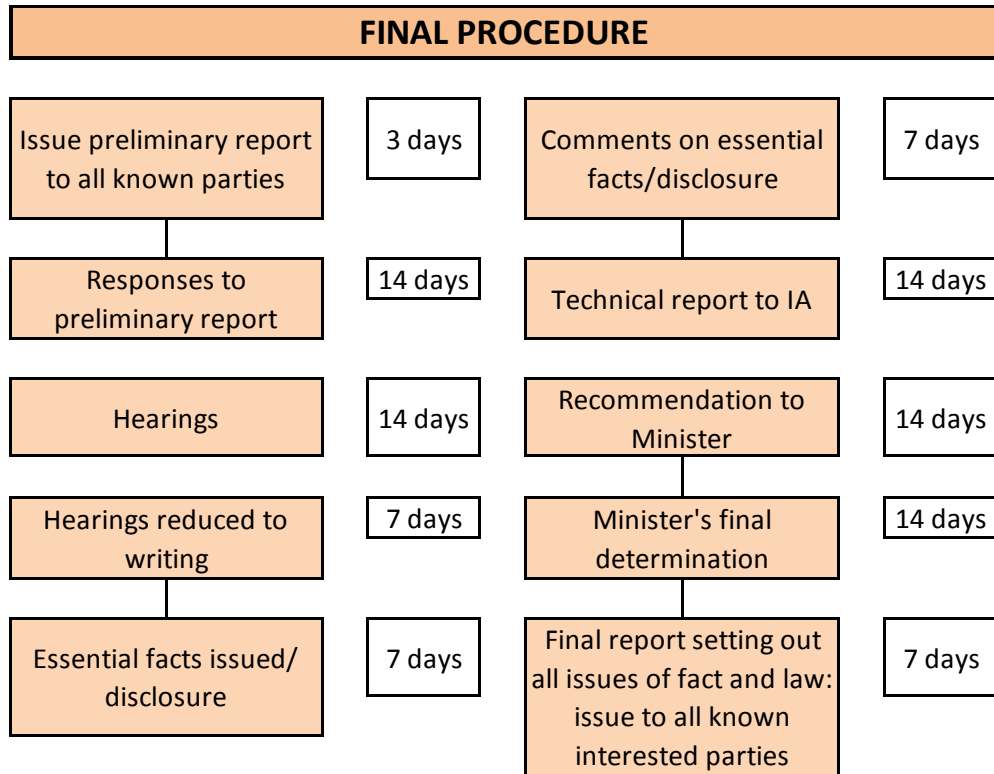 FINAL PROCEDURE
Issue preliminary report
to all known parties
3 days
Responses to
preliminary report
14 days
Hearings
14 days
Hearings reduced to
writing
7 days
Essential facts issued/
disclosure
7 days
Comments on essential
facts/disclosure
7 days
Technical report to IA
14 days
Recommendation to
Minister
14 days
Minister's final
determination
14 days
Final report setting out
all issues of fact and law:
issue to all known
interested parties
7 days